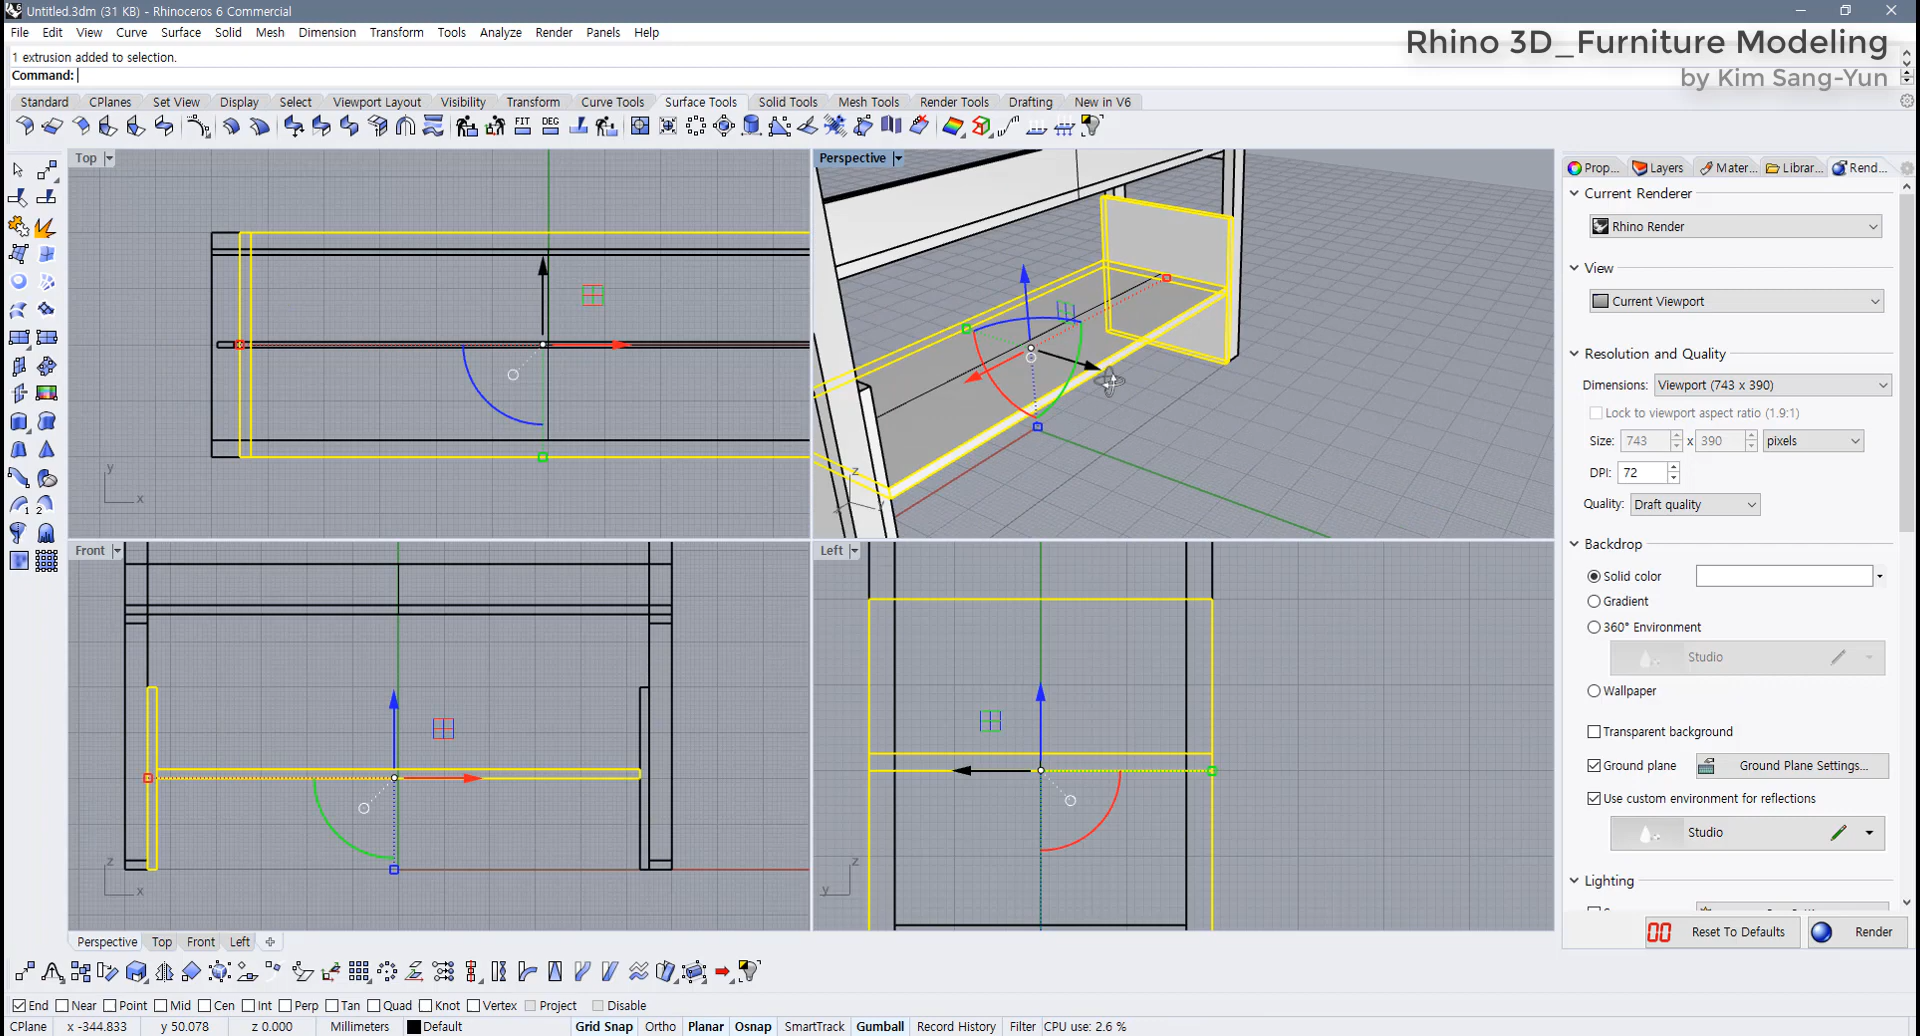 Untitled.3dm (31 KB) - Rhinoceros 6 Commercial
File Edit View Curve Surface Solid Mesh Dimension Transform Tools Analyze Render Panels Help
Rhino 3D_Furniture Modeling
1 extrusion added to selection.
Command:
by Kim Sang-Yun
Standard CPlanes Set View Display Select Viewport Layout Visibility Transform Curve Tools Surface Tools Solid Tools Mesh Tools Render Tools Drafting New in V6
FIT DEG
Top
Perspective
Prop... Layers Mater... Librar... Rend...
Current Renderer
Rhino Render
View
Current Viewport
Resolution and Quality
Dimensions: Viewport (743 x 390)
Lock to viewport aspect ratio (1.9:1)
Size: 743 x 390 pixels
DPI: 72
Quality: Draft quality
y
x
z
Front
Left
Backdrop
Solid color
Gradient
360° Environment
Studio
Wallpaper
Transparent background
Ground plane Ground Plane Settings...
Use custom environment for reflections
Studio
z
x
z
y
Lighting
Reset To Defaults Render
Perspective Top Front Left
End Near Point Mid Cen Int Perp Tan Quad Knot Vertex Project Disable
CPlane x -344.833 y 50.078 z 0.000 Millimeters Default Grid Snap Ortho Planar Osnap SmartTrack Gumball Record History Filter CPU use: 2.6 %